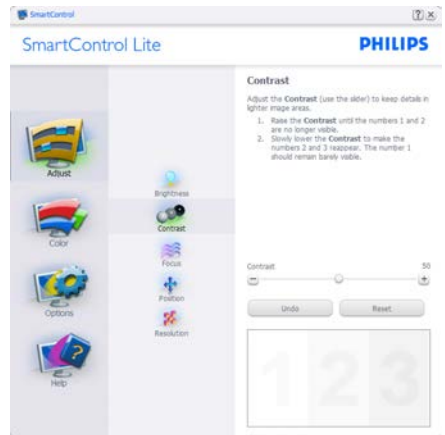 SmartControl
SmartControl Lite
PHILIPS
Adjust
Color
Options
Help
Brightness
Contrast
Focus
Position
Resolution
Contrast
Adjust the Contrast (use the slider) to keep details in
lighter image areas.
1. Raise the Contrast until the numbers 1 and 2
are no longer visible.
2. Slowly lower the Contrast to make the
numbers 2 and 3 reappear. The number 1
should remain barely visible.
Contrast 50
Undo Reset
1 2 3